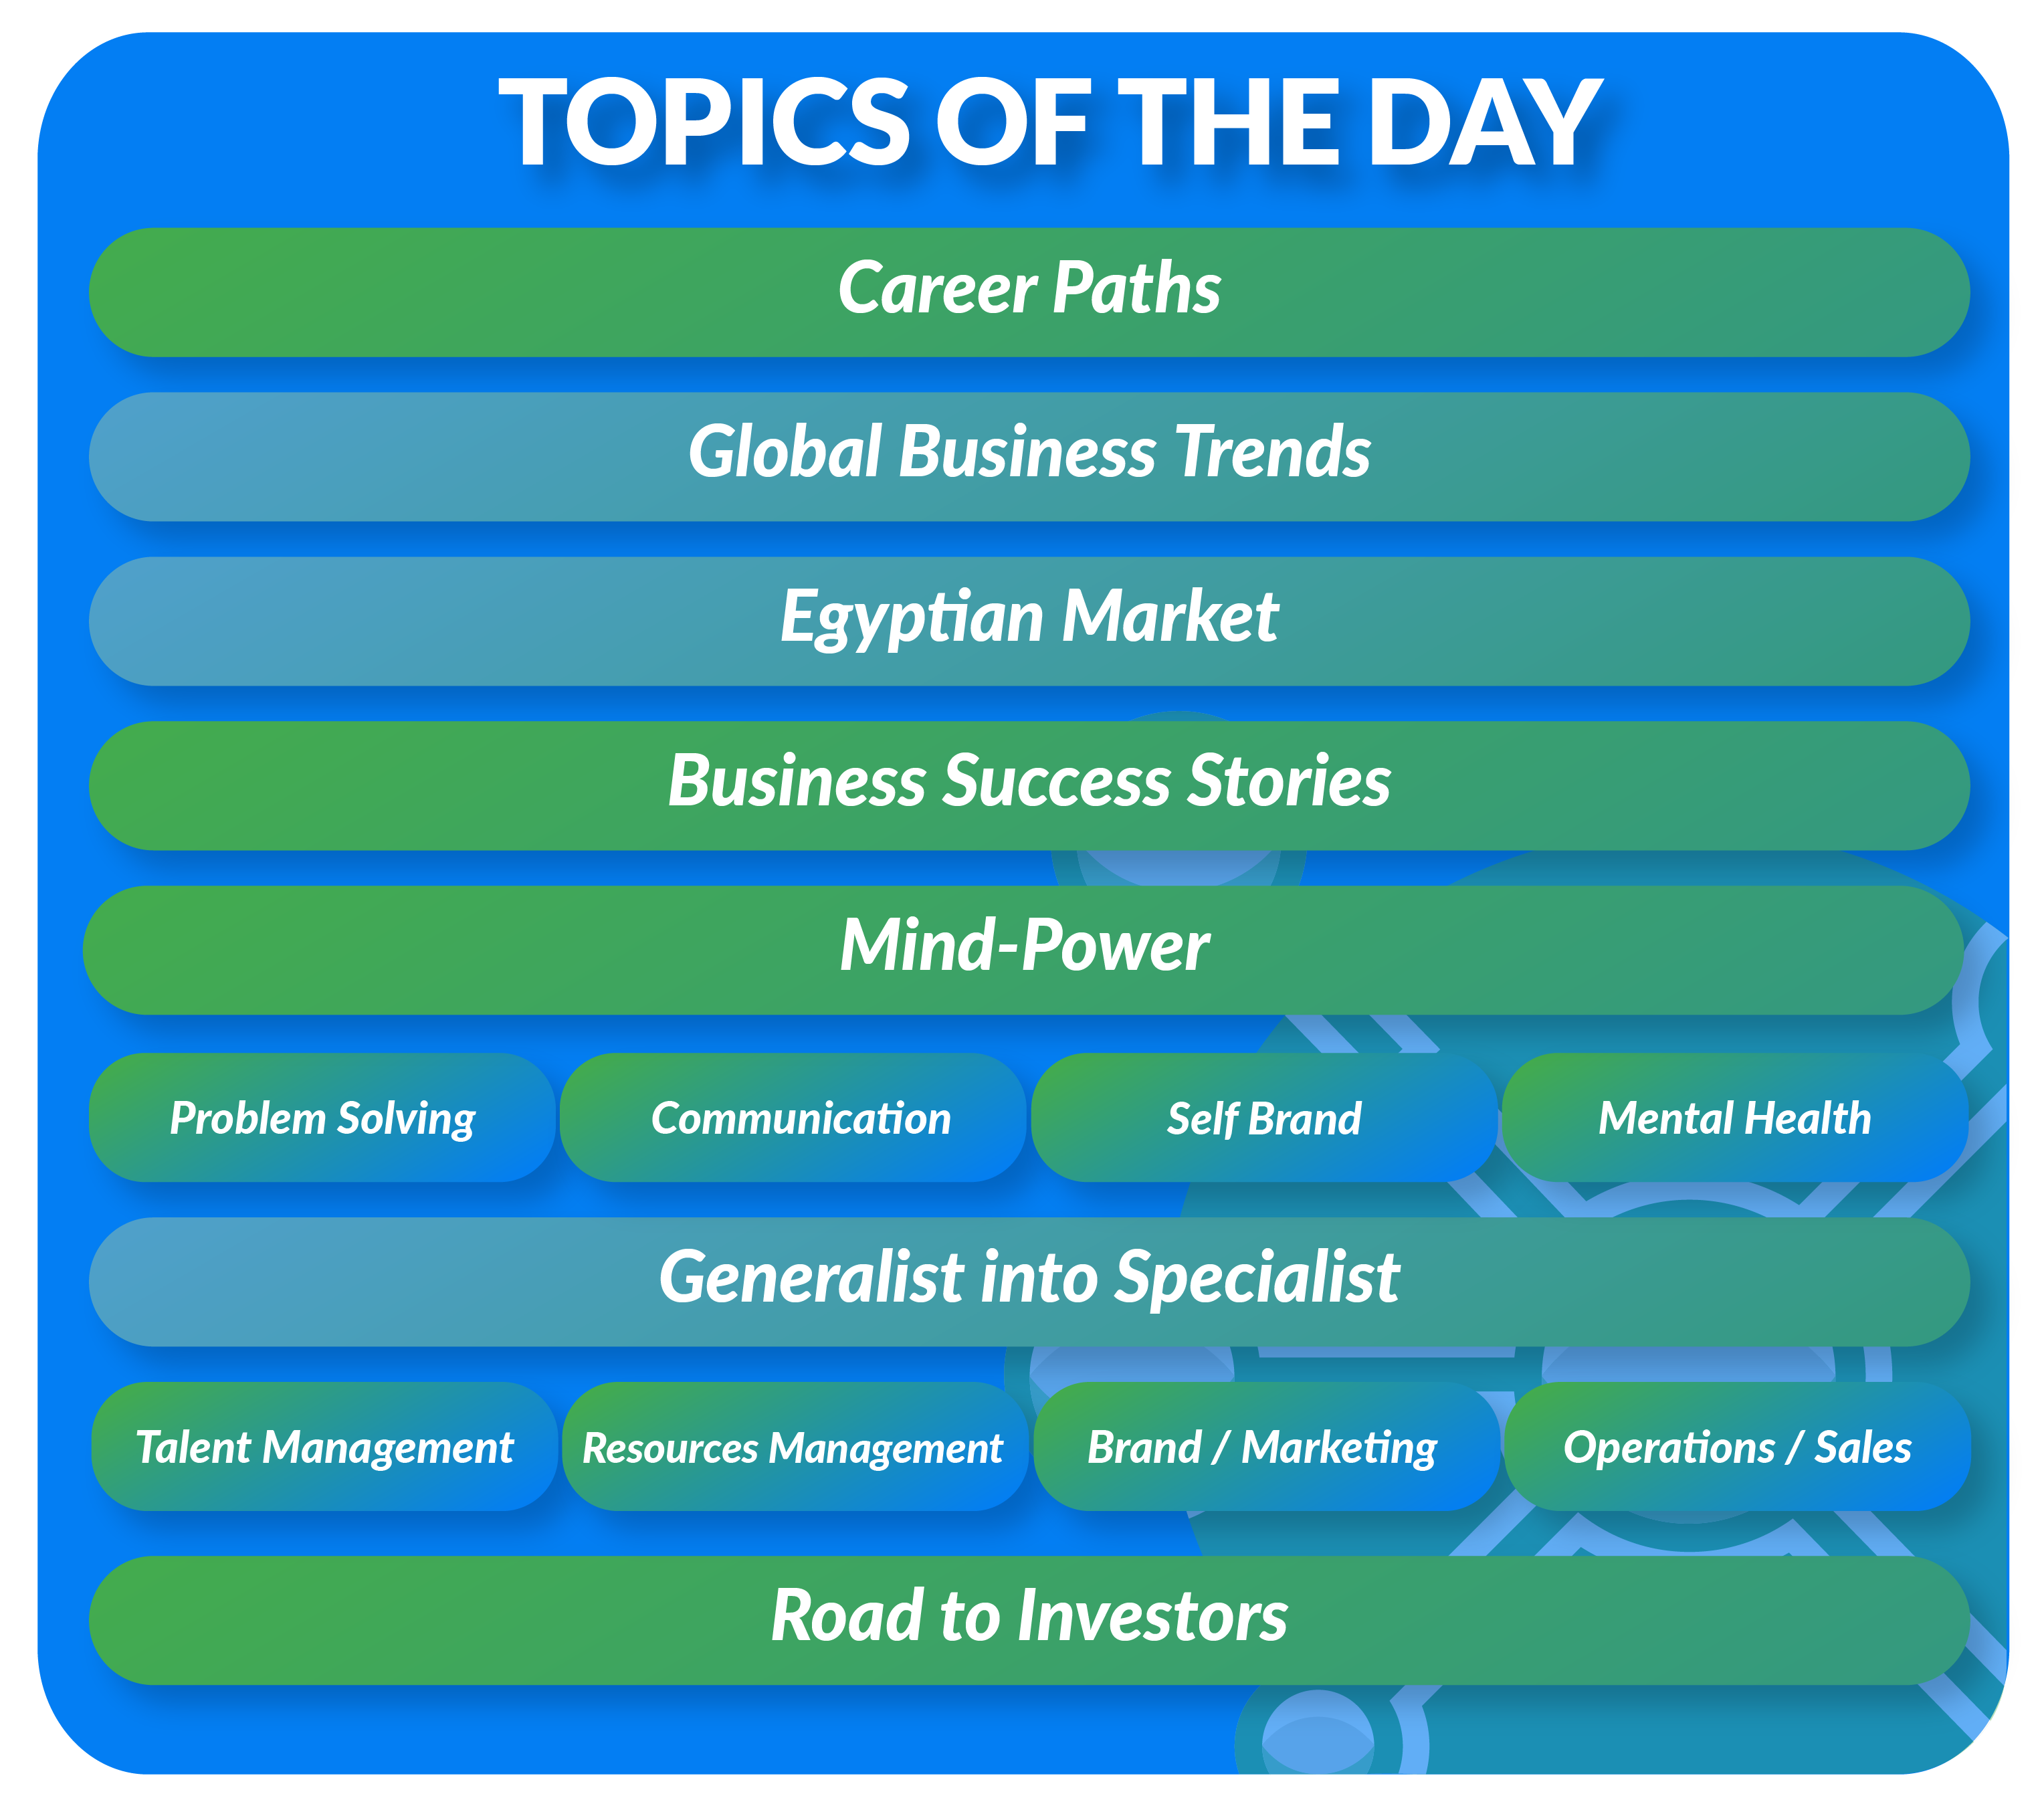 TOPICS OF THE DAY
Career Paths
Global Business Trends
Egyptian Market
Business Success Stories
Mind-Power
Problem Solving
Communication
Self Brand
Mental Health
Generalist into Specialist
Talent Management
Resources Management
Brand / Marketing
Operations / Sales
Road to Investors